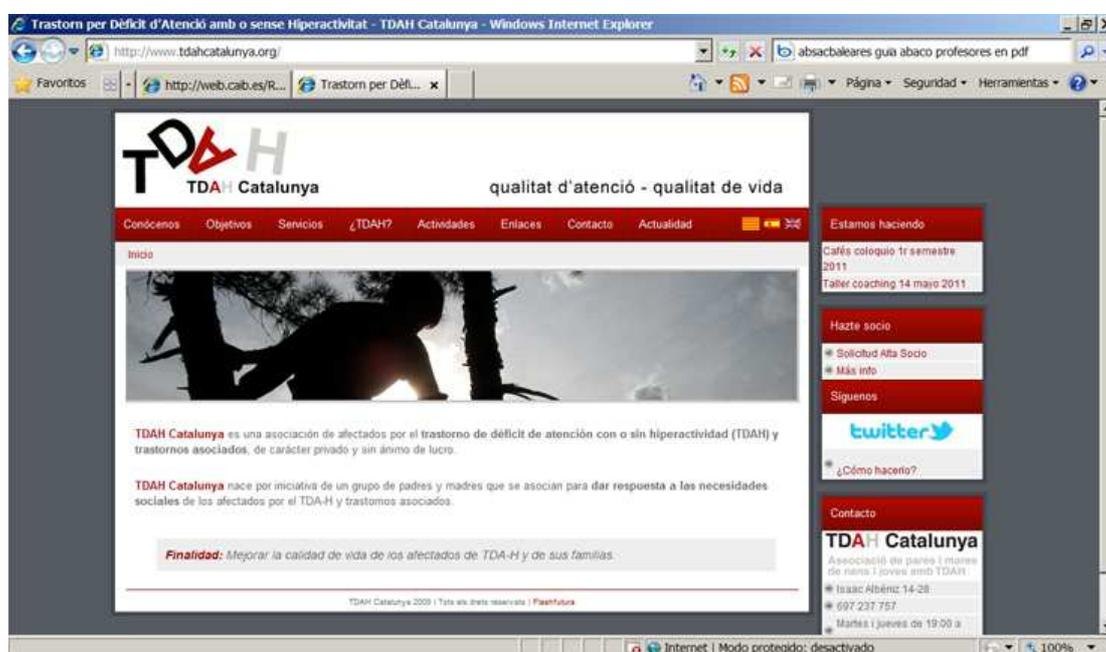 Trastorn per Dèficit d'Atenció amb o sense Hiperactivitat - TDAH Catalunya - Windows Internet Explorer
http://www.tdahcatalunya.org/
absacbaleares guia abaco profesores en pdf
Favoritos
http://web.caib.es/R...
Trastorn per Dèfi...
Página
Seguridad
Herramientas
TDAH
TDAH Catalunya
qualitat d'atenció - qualitat de vida
Conócenos Objetivos Servicios ¿TDAH? Actividades Enlaces Contacto Actualidad
Inicio
TDAH Catalunya es una asociación de afectados por el trastorno de déficit de atención con o sin hiperactividad (TDAH) y
trastornos asociados, de carácter privado y sin ánimo de lucro.
TDAH Catalunya nace por iniciativa de un grupo de padres y madres que se asocian para dar respuesta a las necesidades
sociales de los afectados por el TDA-H y trastornos asociados.
Finalidad: Mejorar la calidad de vida de los afectados de TDA-H y de sus familias.
TDAH Catalunya 2009 | Tots els drets reservats | Flashfutura
Estamos haciendo
Cafés coloquio 1r semestre
2011
Taller coaching 14 mayo 2011
Hazte socio
Solicitud Alta Socio
Más info
Síguenos
twitter
¿Cómo hacerlo?
Contacto
TDAH Catalunya
Associació de pares i mares
de nens i joves amb TDAH
Isaac Albéniz 14-28
697 237 757
Martes i jueves de 19:00 a
Internet | Modo protegido: desactivado
100%